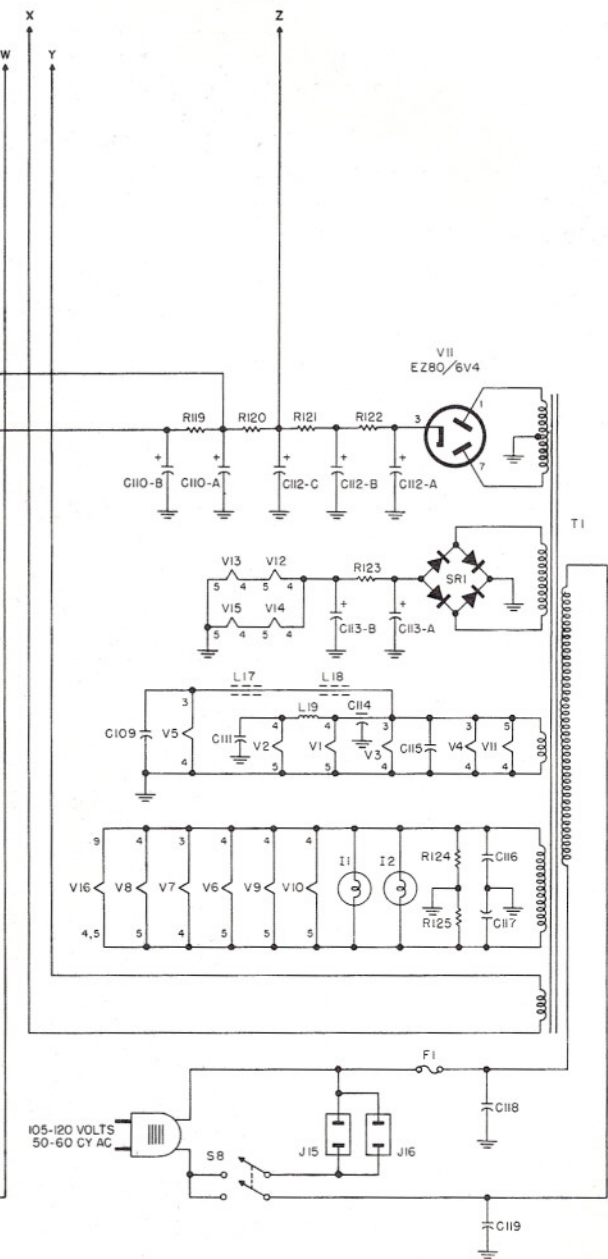 X
Z
W
Y
V11
EZ80/6V4
R119 R120 R121 R122 3 1
7
+ + + + +
C110-B C110-A C112-C C112-B C112-A
T1
V13 V12 R123
5 4 5 4 SR1
V15 V14 + +
5 4 5 4 C113-B C113-A
L17 L18
3 L19 C114
4 4 3 3 5
C109 V5 C111 V2 V1 V3 C115 V4 V11
4 5 5 4 4 4
9 4 3 4 4 4
I1 I2 R124 C116
V16 V8 V7 V6 V9 V10
R125 C117
4,5 5 4 5 5 5
F1
C118
105-120 VOLTS
50-60 CY AC
S8 J15 J16
C119